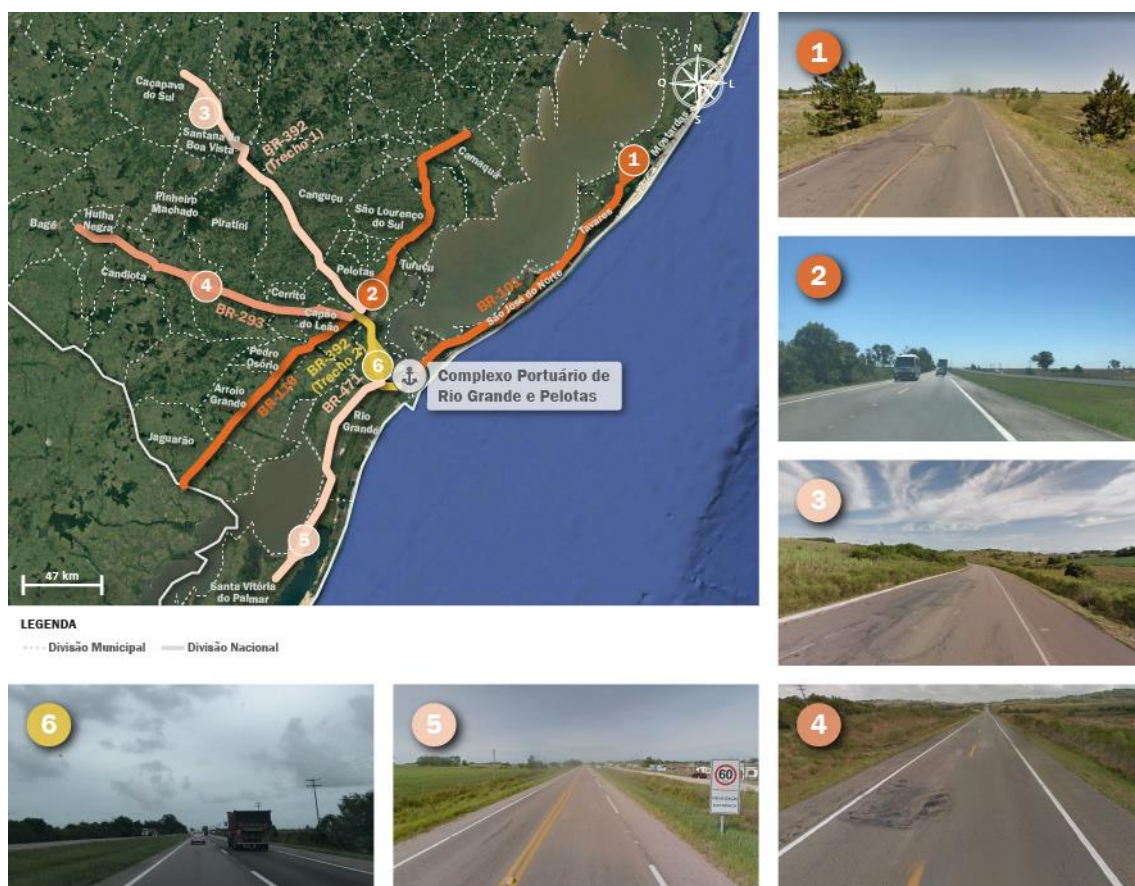 Caçapava
do Sul
3
Santana da
Boa Vista
BR-392
(Trecho 1)
N
O
L
S
Mostardas
1
Camaquã
Canguçu
São Lourenço
do Sul
Pinheiro
Machado
Piratini
Tavares
Hulha
Negra
Bagé
Candiota
4
Pelotas
Turuçu
2
BR-101
São José do Norte
Cerrito
BR-293
Capão
do Leão
Pedro
Osório
BR-392
(Trecho 2)
6
BR-116
BR-471
Complexo Portuário de
Rio Grande e Pelotas
Arroio
Grande
Rio
Grande
Jaguarão
5
47 km
Santa Vitória
do Palmar
LEGENDA
Divisão Municipal
Divisão Nacional
1
2
3
4
5
60
FISCALIZAÇÃO
ELETRÔNICA
6